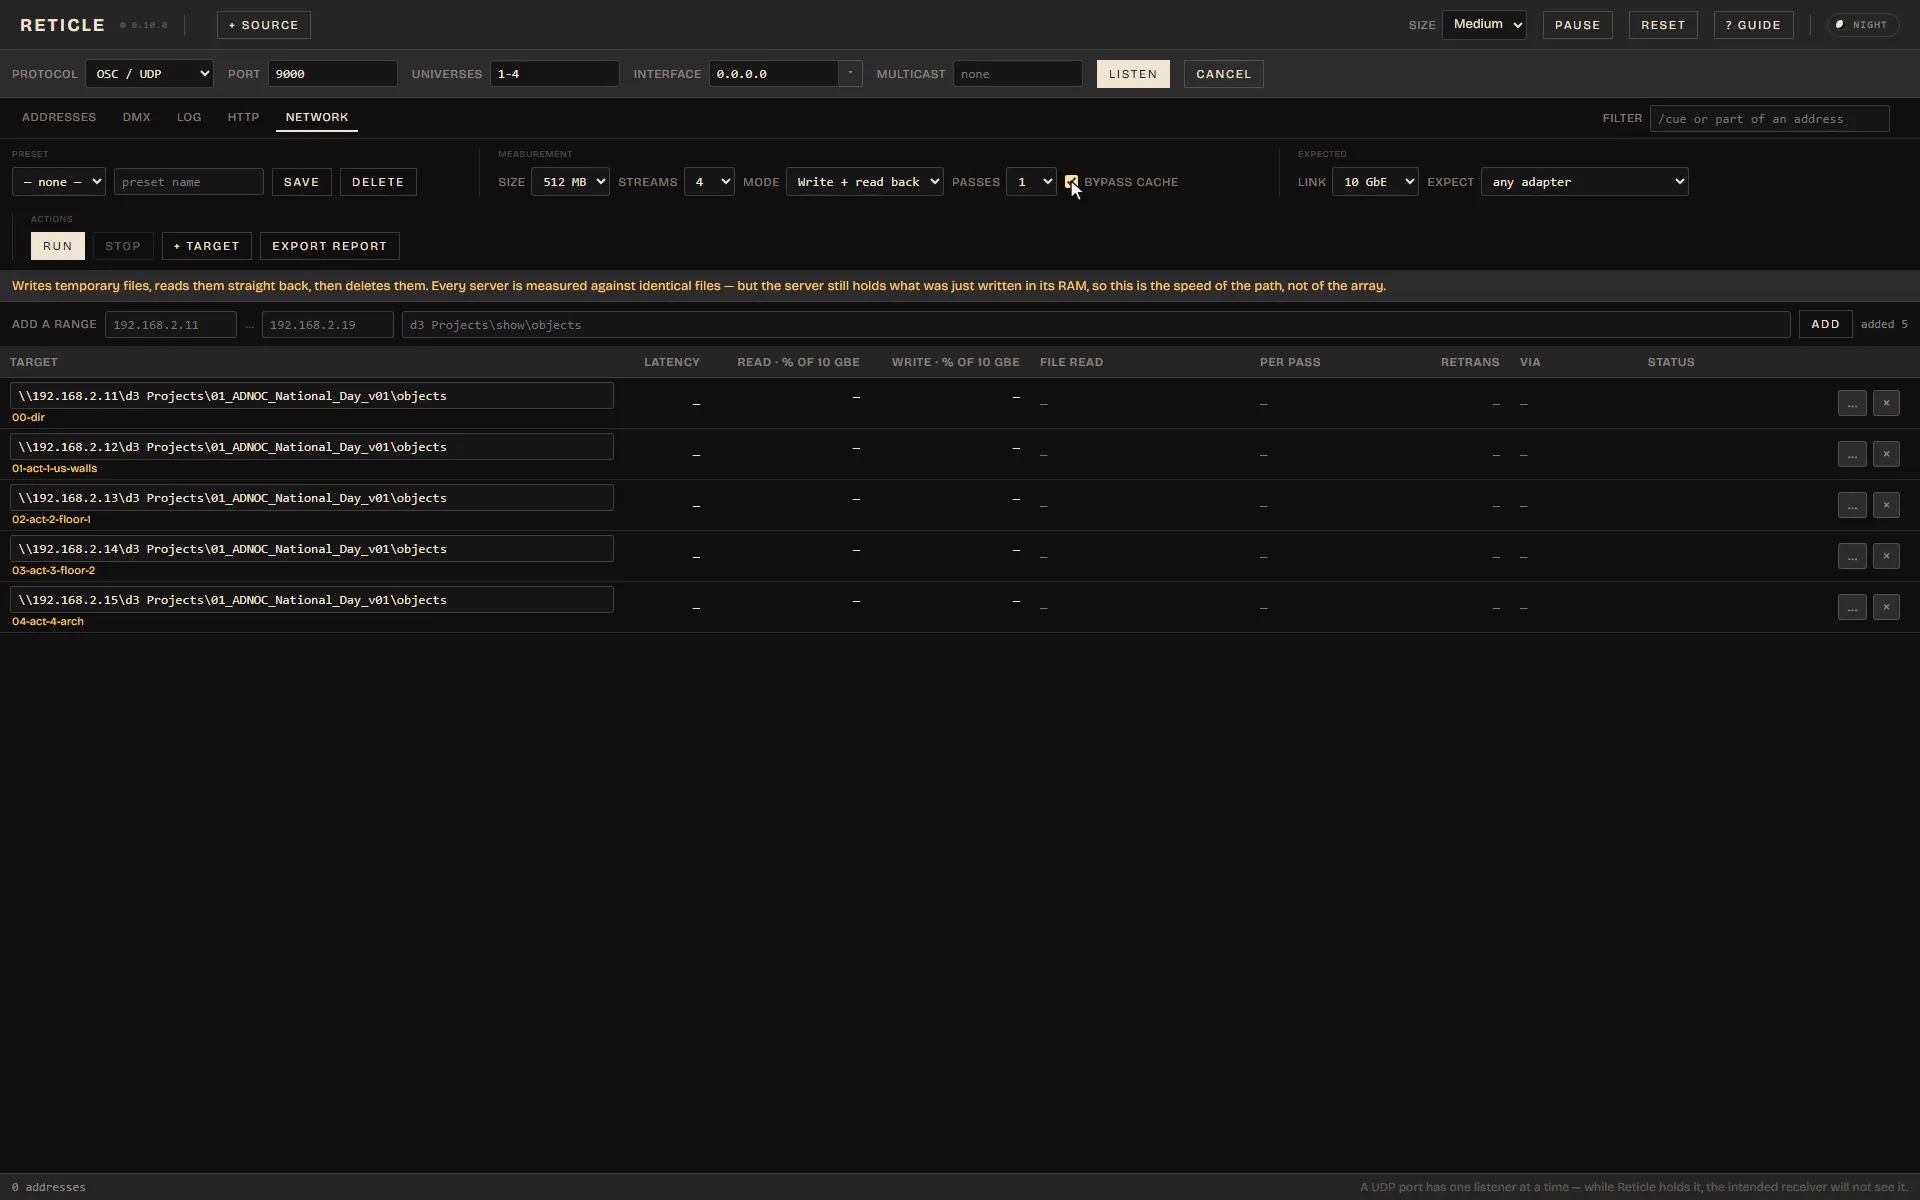 RETICLE 0.10.0 + SOURCE SIZE Medium PAUSE RESET ? GUIDE NIGHT
PROTOCOL OSC / UDP PORT 9000 UNIVERSES 1-4 INTERFACE 0.0.0.0 MULTICAST none LISTEN CANCEL
ADDRESSES DMX LOG HTTP NETWORK FILTER /cue or part of an address
PRESET MEASUREMENT EXPECTED
— none — preset name SAVE DELETE SIZE 512 MB STREAMS 4 MODE Write + read back PASSES 1 BYPASS CACHE LINK 10 GbE EXPECT any adapter
ACTIONS
RUN STOP + TARGET EXPORT REPORT
Writes temporary files, reads them straight back, then deletes them. Every server is measured against identical files — but the server still holds what was just written in its RAM, so this is the speed of the path, not of the array.
ADD A RANGE 192.168.2.11 … 192.168.2.19 d3 Projects\show\objects ADD added 5
TARGET LATENCY READ · % OF 10 GBE WRITE · % OF 10 GBE FILE READ PER PASS RETRANS VIA STATUS
\\192.168.2.11\d3 Projects\01_ADNOC_National_Day_v01\objects — — — — — — — … ×
00-dir
\\192.168.2.12\d3 Projects\01_ADNOC_National_Day_v01\objects — — — — — — — … ×
01-act-1-us-walls
\\192.168.2.13\d3 Projects\01_ADNOC_National_Day_v01\objects — — — — — — — … ×
02-act-2-floor-1
\\192.168.2.14\d3 Projects\01_ADNOC_National_Day_v01\objects — — — — — — — … ×
03-act-3-floor-2
\\192.168.2.15\d3 Projects\01_ADNOC_National_Day_v01\objects — — — — — — — … ×
04-act-4-arch
0 addresses A UDP port has one listener at a time — while Reticle holds it, the intended receiver will not see it.